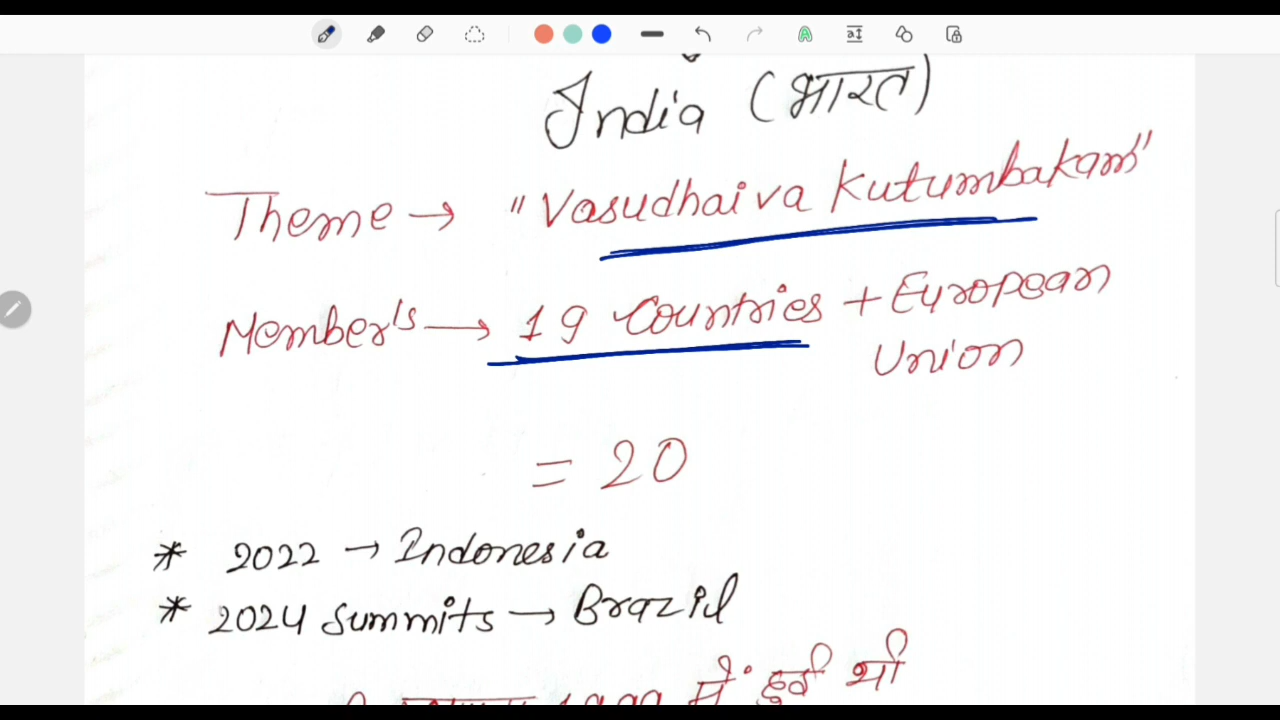 India (भारत)
Theme → "Vasudhaiva Kutumbakam"
Member's → 19 Countries + European
Union
= 20
* 2022 → Indonesia
* 2024 Summits → Brazil
में हुई थी